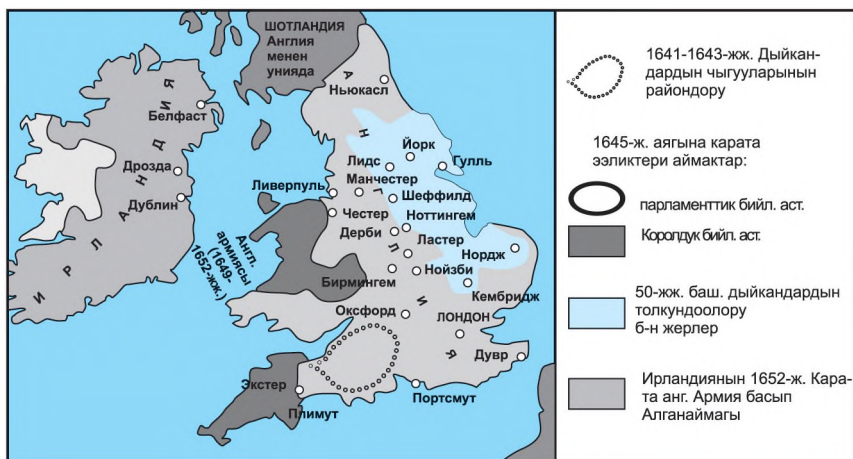 ШОТЛАНДИЯ
Англия
менен
унияда
АНГЛИЯ
Ньюкасл
ИРЛАНДИЯ
Белфаст
Дрозда
Дублин
Йорк
Лидс
Гулль
Манчестер
Ливерпуль
Шеффилд
Честер
Ноттингем
Дерби
Ластер
Нордж
Англ.
армиясы
(1649-
1652-жж.)
Бирмингем
Нойзби
Кембридж
Оксфорд
ЛОНДОН
Дувр
Экстер
Плимут
Портсмут
1641-1643-жж. Дыйкан-
дардын чыгууларынын
райондору
1645-ж. аягына карата
ээликтери аймактар:
парламенттик бийл. аст.
Королдук бийл. аст.
50-жж. баш. дыйкандардын
толкундоолору
б-н жерлер
Ирландиянын 1652-ж. Кара-
та анг. Армия басып
Алганаймагы